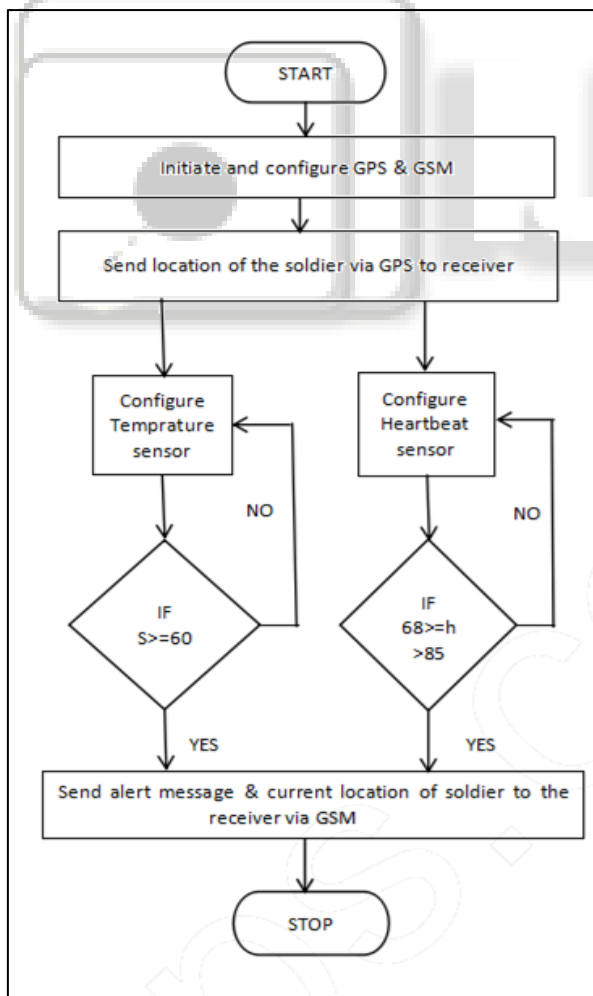 START
Initiate and configure GPS & GSM
Send location of the soldier via GPS to receiver
Configure
Temprature
sensor
Configure
Heartbeat
sensor
NO
NO
IF
S>=60
IF
68>=h
>85
YES
YES
Send alert message & current location of soldier to the
receiver via GSM
STOP